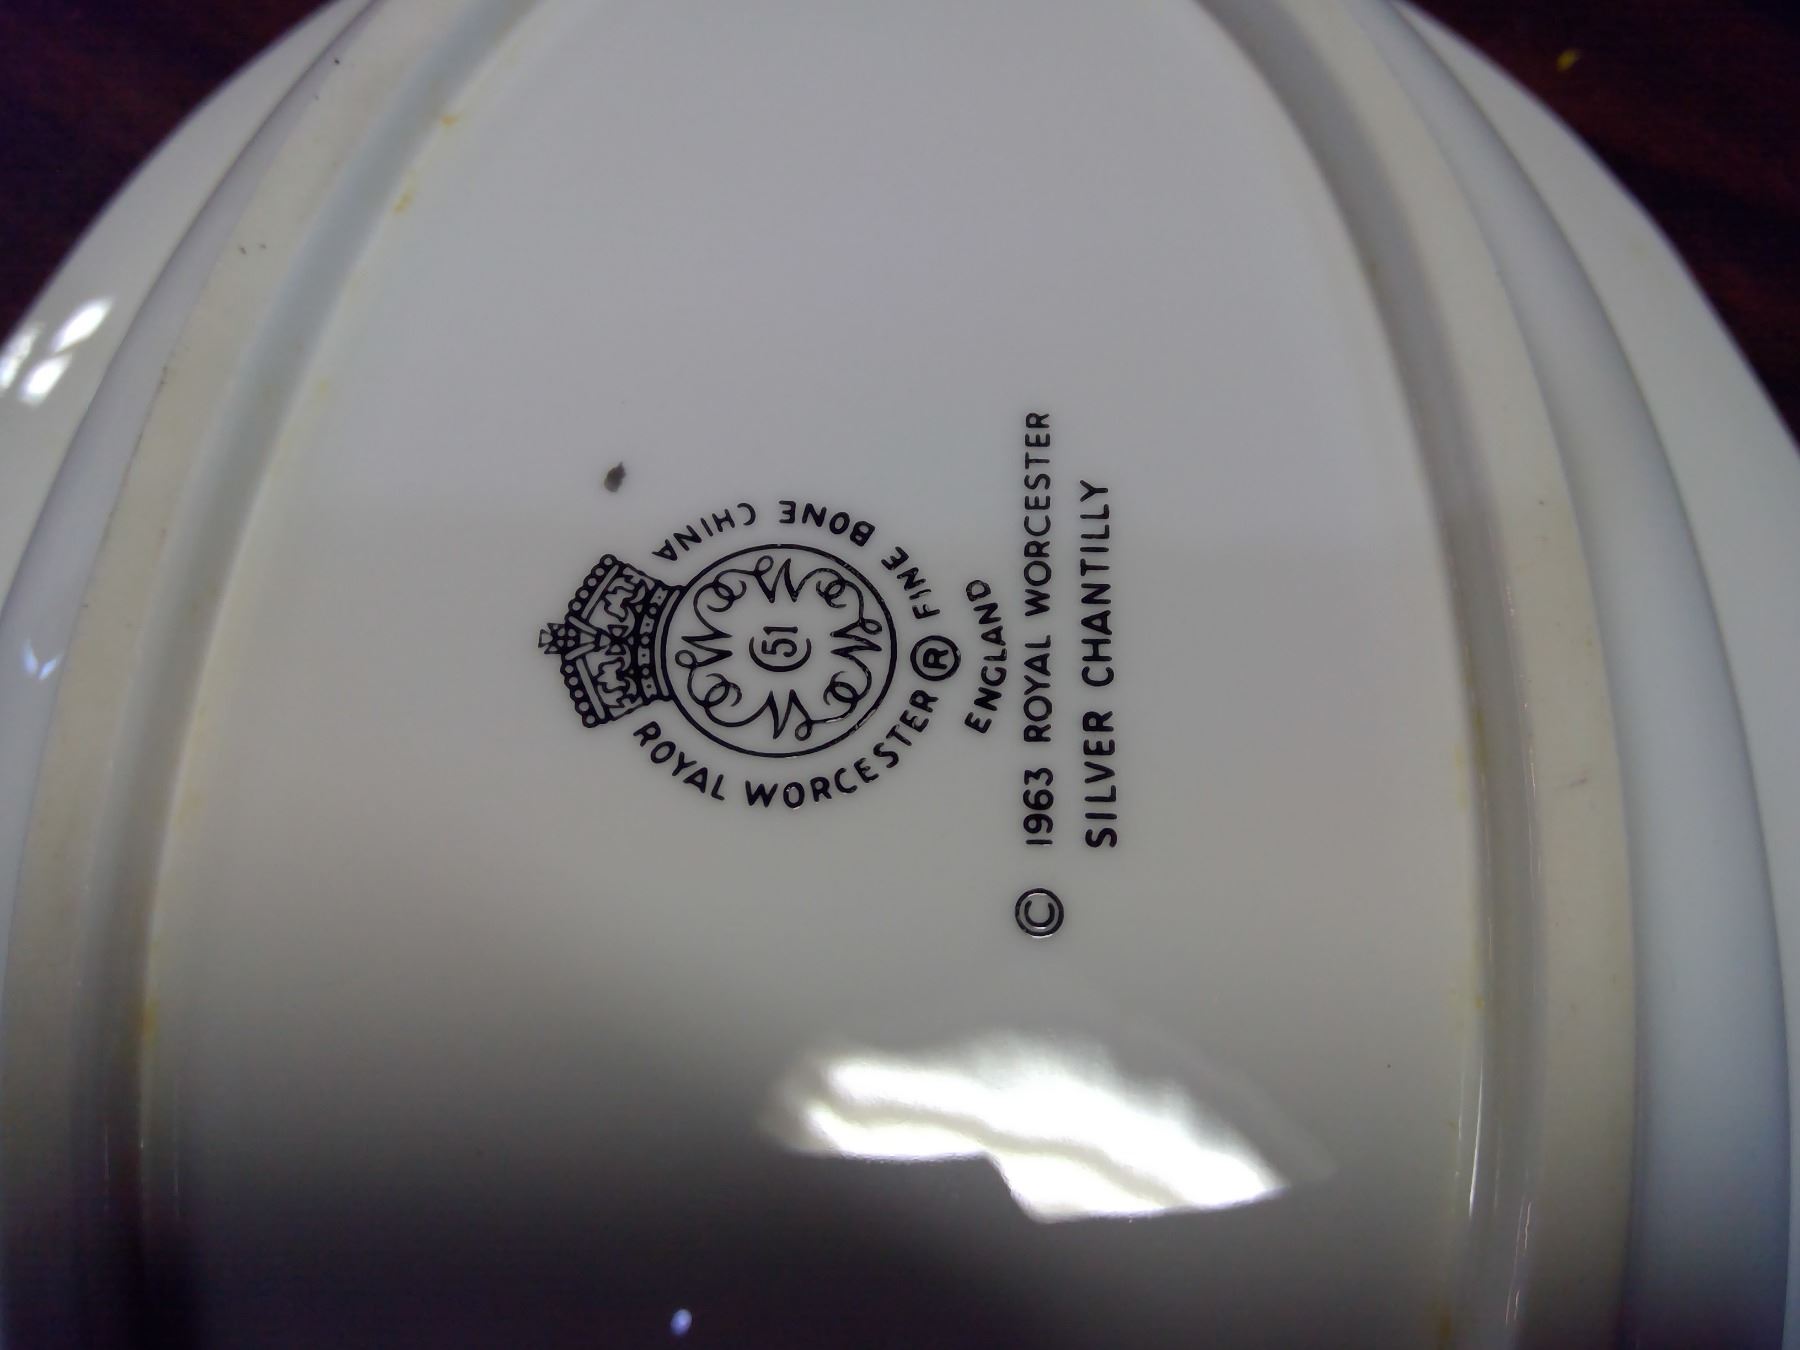 ROYAL WORCESTER ® FINE BONE CHINA
51
ENGLAND
© 1963 ROYAL WORCESTER
SILVER CHANTILLY